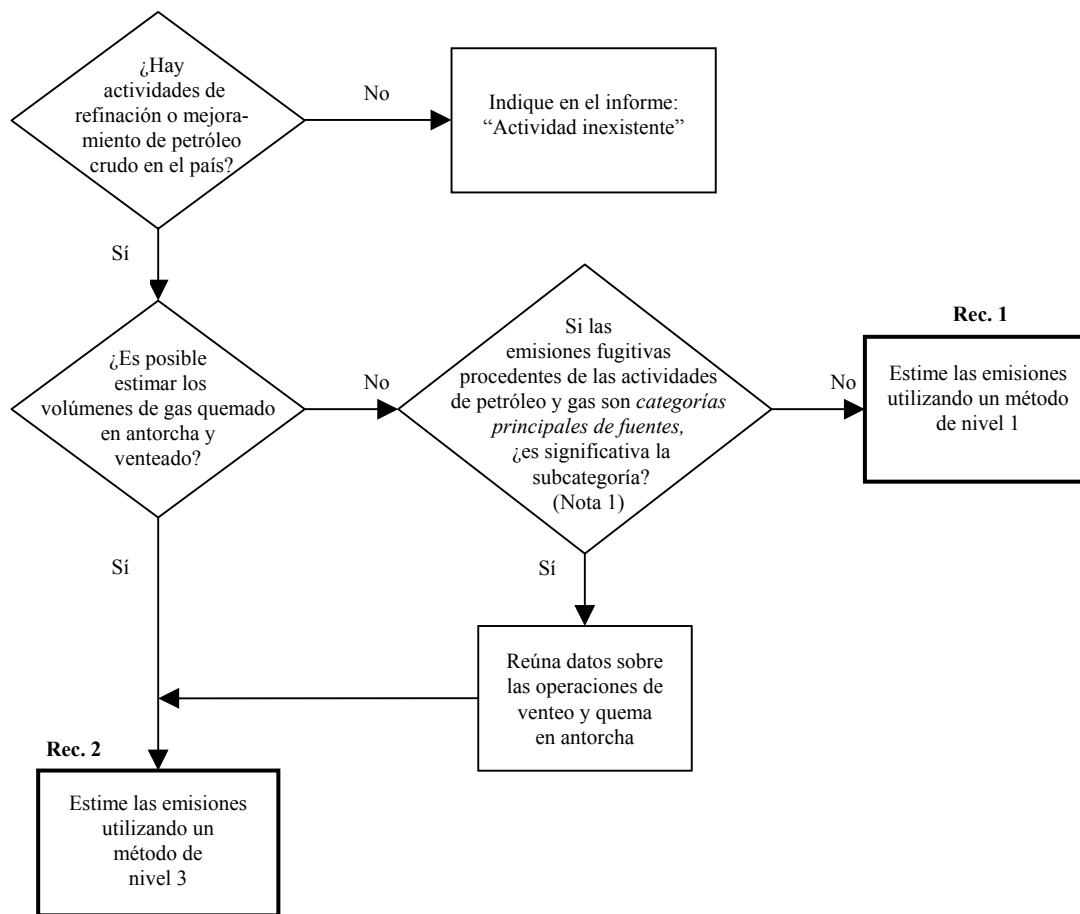 ¿Hay
actividades de
refinación o mejora-
miento de petróleo
crudo en el país?
No
Indique en el informe:
“Actividad inexistente”
Sí
¿Es posible
estimar los
volúmenes de gas quemado
en antorcha y
venteado?
No
Si las
emisiones fugitivas
procedentes de las actividades
de petróleo y gas son categorías
principales de fuentes,
¿es significativa la
subcategoría?
(Nota 1)
No
Rec. 1
Estime las emisiones
utilizando un método
de nivel 1
Sí
Sí
Reúna datos sobre
las operaciones de
venteo y quema
en antorcha
Rec. 2
Estime las emisiones
utilizando un
método de
nivel 3